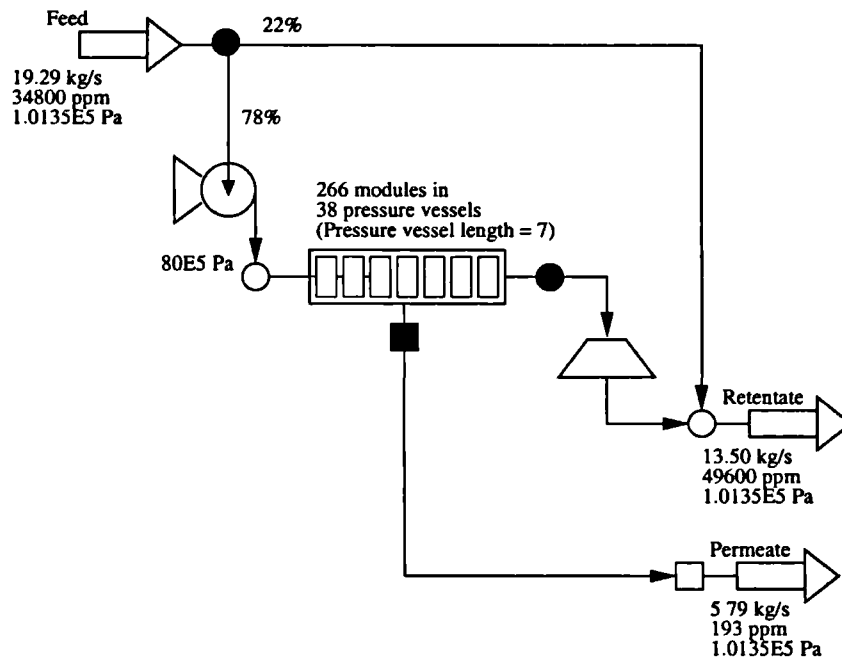 Feed
22%
19.29 kg/s
34800 ppm
1.0135E5 Pa
78%
266 modules in
38 pressure vessels
(Pressure vessel length = 7)
80E5 Pa
Retentate
13.50 kg/s
49600 ppm
1.0135E5 Pa
Permeate
5 79 kg/s
193 ppm
1.0135E5 Pa